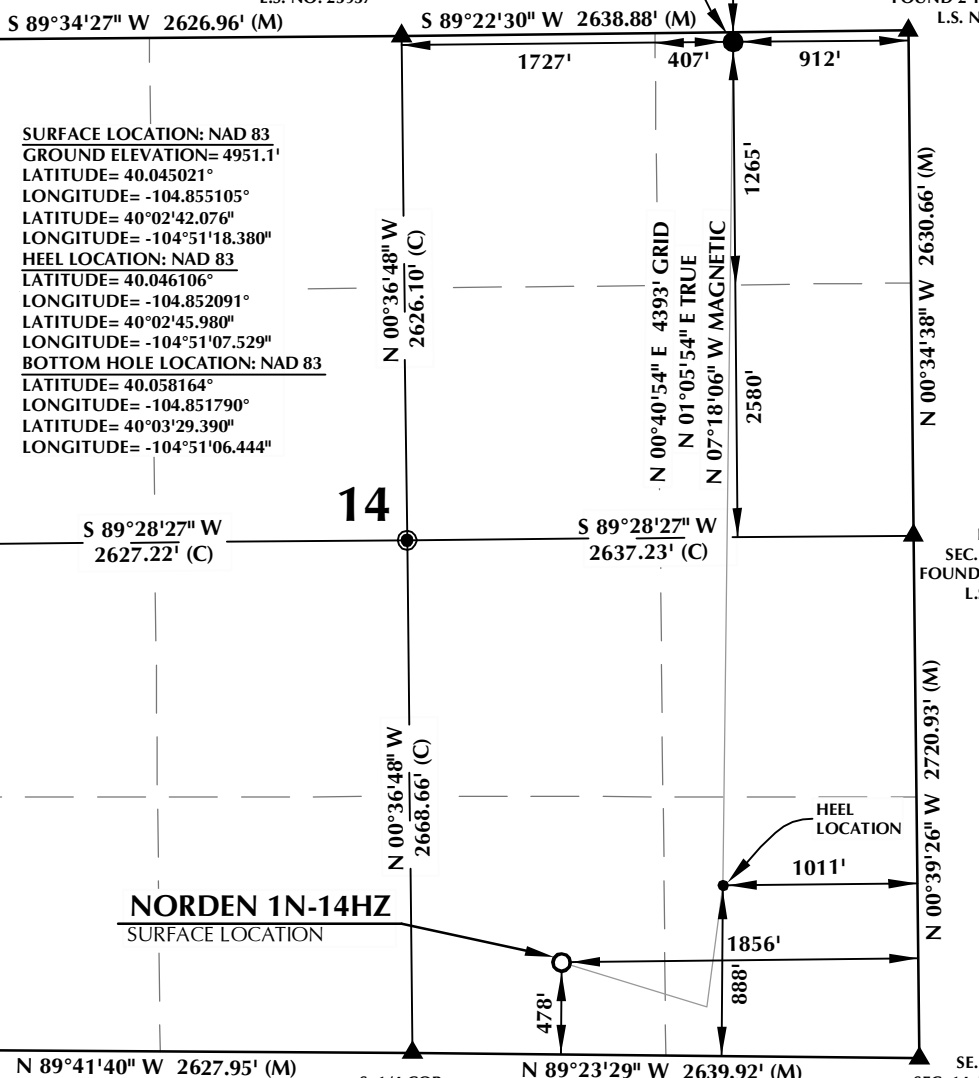 L.S. NO. 23937
S 89°34'27" W 2626.96' (M)
S 89°22'30" W 2638.88' (M)
L.S. N
1727'
407'
912'
1265'
SURFACE LOCATION: NAD 83
GROUND ELEVATION= 4951.1'
LATITUDE= 40.045021°
LONGITUDE= -104.855105°
LATITUDE= 40°02'42.076"
LONGITUDE= -104°51'18.380"
HEEL LOCATION: NAD 83
LATITUDE= 40.046106°
LONGITUDE= -104.852091°
LATITUDE= 40°02'45.980"
LONGITUDE= -104°51'07.529"
BOTTOM HOLE LOCATION: NAD 83
LATITUDE= 40.058164°
LONGITUDE= -104.851790°
LATITUDE= 40°03'29.390"
LONGITUDE= -104°51'06.444"
N 00°36'48" W
2626.10' (C)
N 00°40'54" E 4393' GRID
N 01°05'54" E TRUE
N 07°18'06" W MAGNETIC
2580'
N 00°34'38" W 2630.66' (M)
14
S 89°28'27" W
2627.22' (C)
S 89°28'27" W
2637.23' (C)
SEC.
FOUND
L.S
N 00°36'48" W
2668.66' (C)
N 00°39'26" W 2720.93' (M)
HEEL
LOCATION
1011'
NORDEN 1N-14HZ
SURFACE LOCATION
1856'
888'
478'
N 89°41'40" W 2627.95' (M)
N 89°23'29" W 2639.92' (M)
SE.